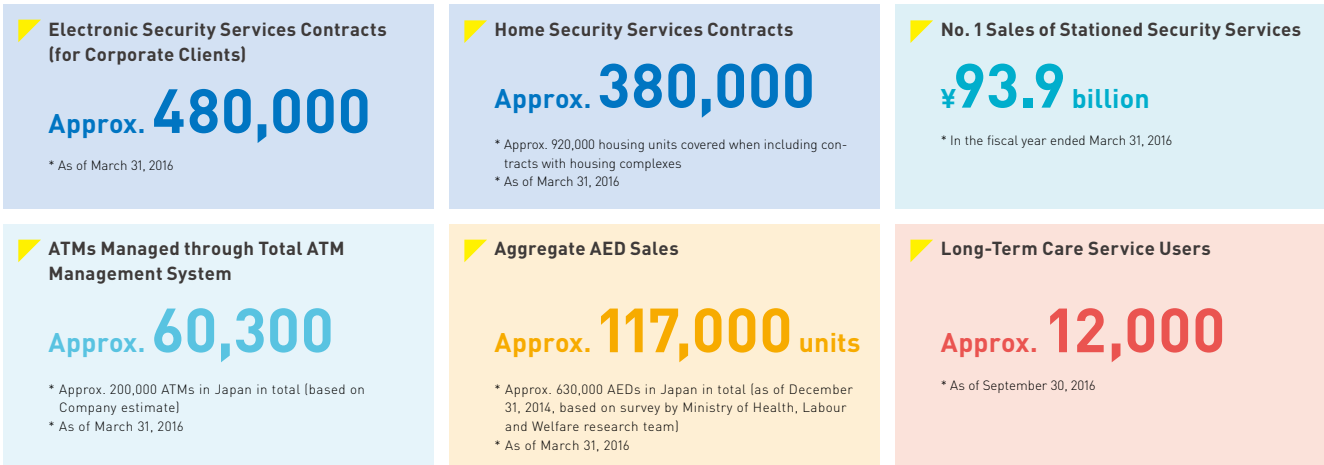 Electronic Security Services Contracts
(for Corporate Clients)
Approx. 480,000
* As of March 31, 2016
Home Security Services Contracts
Approx. 380,000
* Approx. 920,000 housing units covered when including con-
tracts with housing complexes
* As of March 31, 2016
No. 1 Sales of Stationed Security Services
¥93.9 billion
* In the fiscal year ended March 31, 2016
ATMs Managed through Total ATM
Management System
Approx. 60,300
* Approx. 200,000 ATMs in Japan in total (based on
Company estimate)
* As of March 31, 2016
Aggregate AED Sales
Approx. 117,000 units
* Approx. 630,000 AEDs in Japan in total (as of December
31, 2014, based on survey by Ministry of Health, Labour
and Welfare research team)
* As of March 31, 2016
Long-Term Care Service Users
Approx. 12,000
* As of September 30, 2016